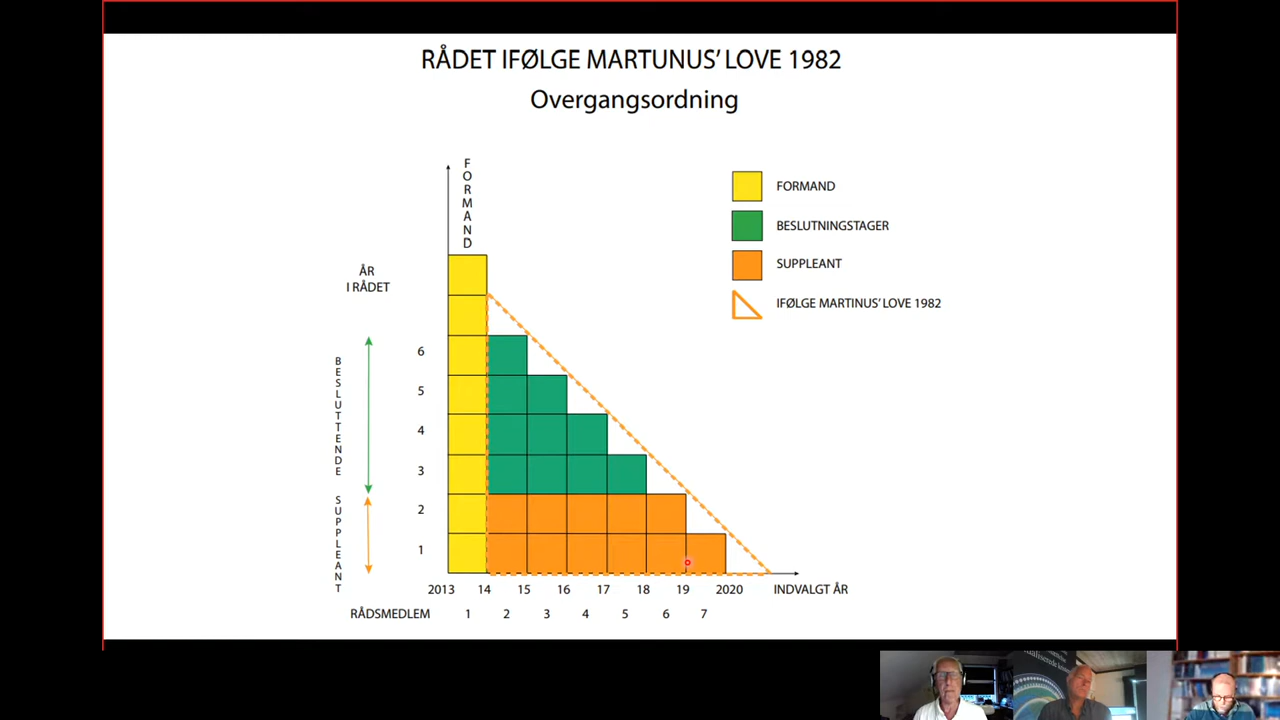 RÅDET IFØLGE MARTUNUS’ LOVE 1982
Overgangsordning
FORMAND
FORMAND
BESLUTNINGSTAGER
SUPPLEANT
IFØLGE MARTINUS’ LOVE 1982
ÅR
I RÅDET
BESLUTTENDE
6
5
4
3
SUPPLEANT
2
1
2013 14 15 16 17 18 19 2020 INDVALGT ÅR
RÅDSMEDLEM 1 2 3 4 5 6 7